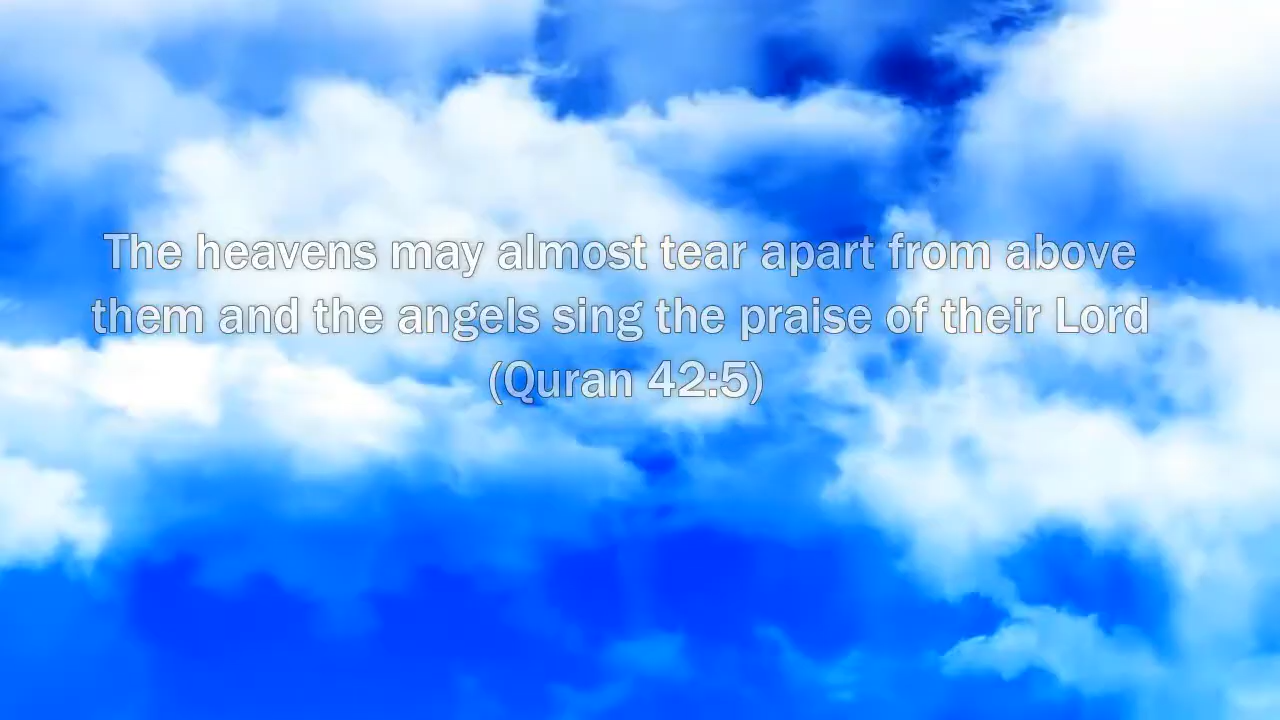 The heavens may almost tear apart from above
them and the angels sing the praise of their Lord
(Quran 42:5)